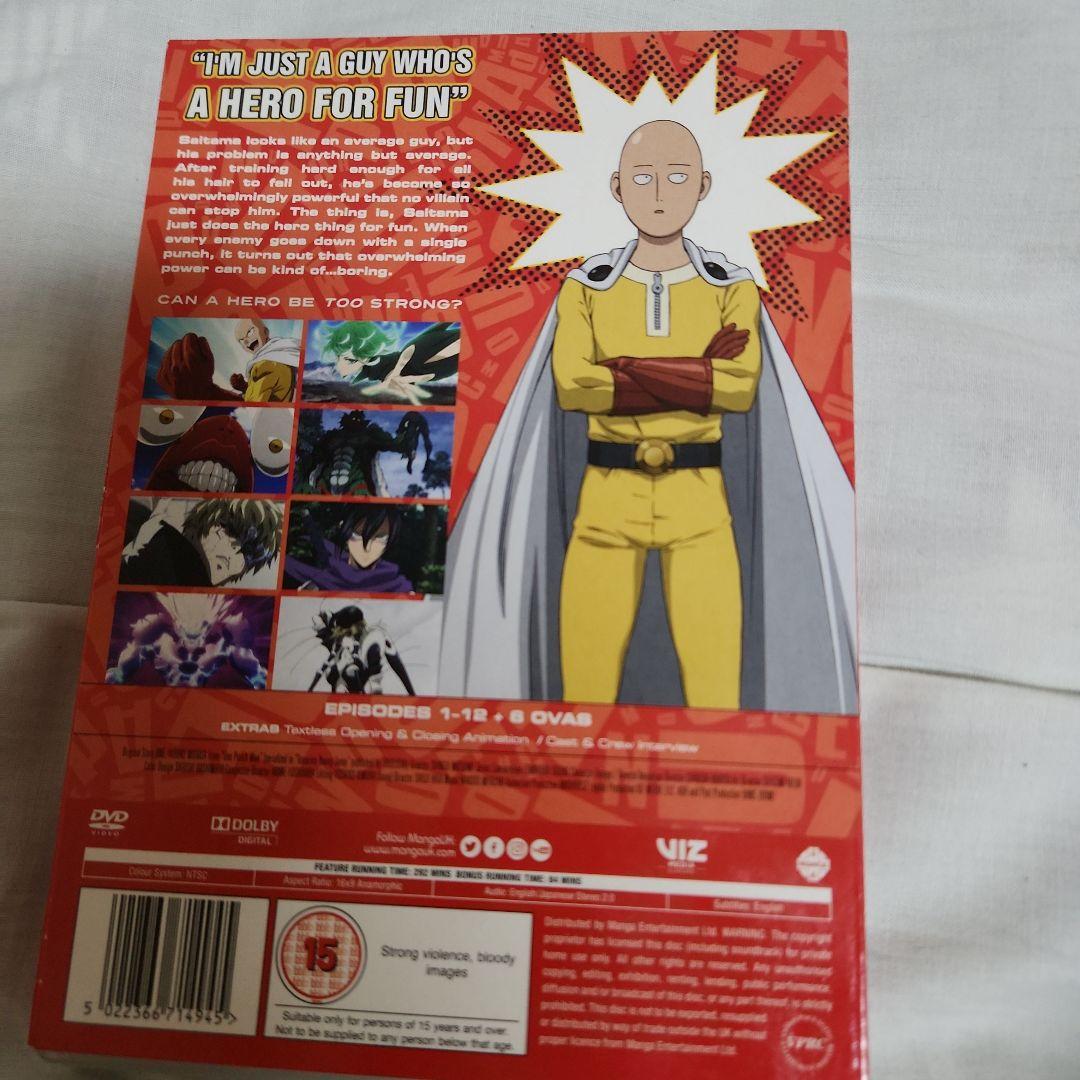 "I'M JUST A GUY WHO'S
A HERO FOR FUN"
Saitama looks like an average guy, but
his problem is anything but average.
After training hard enough for all
his hair to fall out, he's become so
overwhelmingly powerful that no villain
can stop him. The thing is, Saitama
just does the hero thing for fun. When
every enemy goes down with a single
punch, it turns out that overwhelming
power can be kind of...boring.
CAN A HERO BE TOO STRONG?
EPISODES 1-12 + 6 OVAS
EXTRAS Textless Opening & Closing Animation / Cast & Crew Interview
DVD
VIDEO
DOLBY
DIGITAL
Follow MangaUK
www.mangauk.com
VIZ
MEDIA
FEATURE RUNNING TIME: 292 MINS BONUS RUNNING TIME: 94 MINS
Colour System: NTSC
Aspect Ratio: 16x9 Anamorphic
Audio: English/Japanese Stereo 2.0
Subtitles: English
15
Strong violence, bloody
images
Suitable only for persons of 15 years and over.
Not to be supplied to any person below that age.
5 022366 714945 >
Distributed by Manga Entertainment Ltd. WARNING: The copyright
proprietor has licensed this disc (including soundtrack) for private
home use only. All other rights are reserved. Any unauthorised
copying, editing, exhibition, renting, lending, public performance,
diffusion and/or broadcast of this disc, or any part thereof, is strictly
prohibited. This disc is not to be exported, resupplied
or distributed by way of trade outside the UK without
proper licence from Manga Entertainment Ltd.